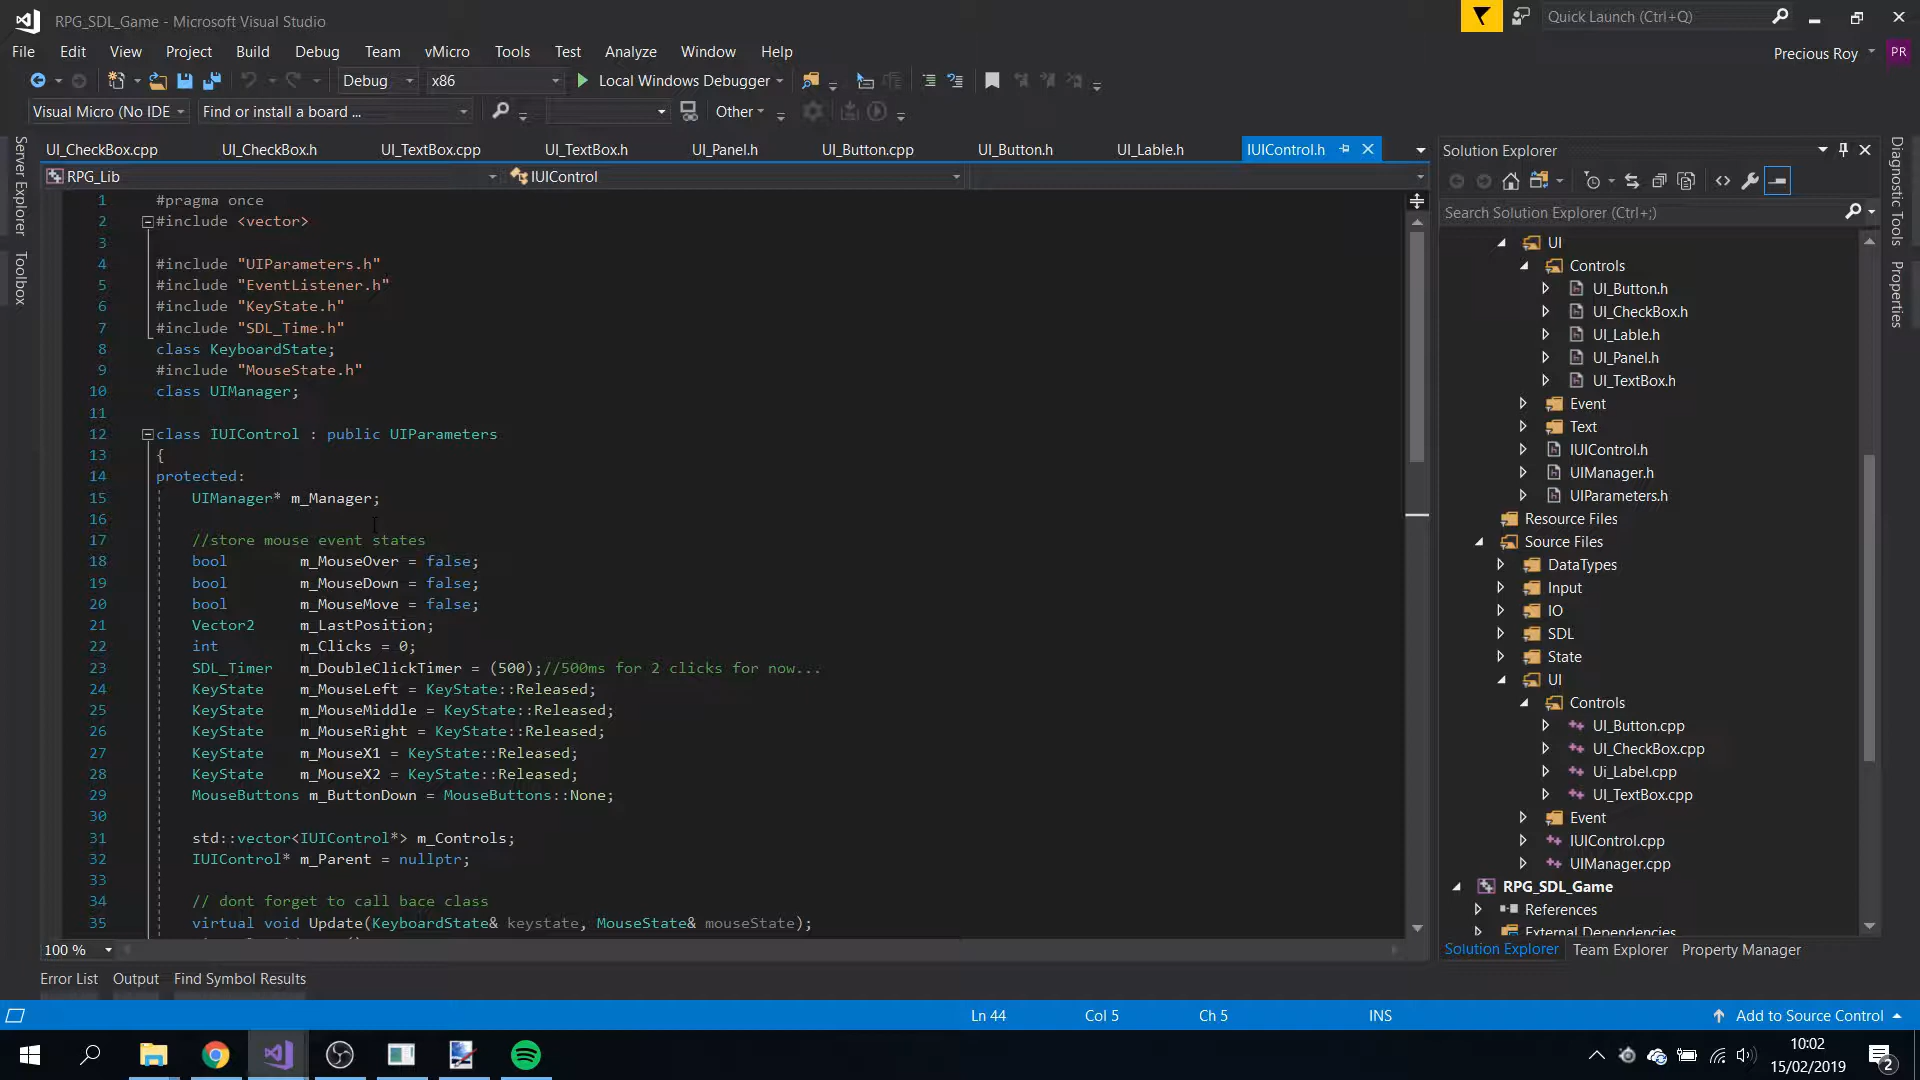 RPG_SDL_Game - Microsoft Visual Studio
Quick Launch (Ctrl+Q)
File Edit View Project Build Debug Team vMicro Tools Test Analyze Window Help
Precious Roy PR
Debug x86 Local Windows Debugger
Visual Micro (No IDE Find or install a board ... Other
Server Explorer
Toolbox
UI_CheckBox.cpp UI_CheckBox.h UI_TextBox.cpp UI_TextBox.h UI_Panel.h UI_Button.cpp UI_Button.h UI_Lable.h IUIControl.h
RPG_Lib IUIControl
1 #pragma once
2 #include <vector>
3
4 #include "UIParameters.h"
5 #include "EventListener.h"
6 #include "KeyState.h"
7 #include "SDL_Time.h"
8 class KeyboardState;
9 #include "MouseState.h"
10 class UIManager;
11
12 class IUIControl : public UIParameters
13 {
14 protected:
15 UIManager* m_Manager;
16
17 //store mouse event states
18 bool m_MouseOver = false;
19 bool m_MouseDown = false;
20 bool m_MouseMove = false;
21 Vector2 m_LastPosition;
22 int m_Clicks = 0;
23 SDL_Timer m_DoubleClickTimer = (500);//500ms for 2 clicks for now...
24 KeyState m_MouseLeft = KeyState::Released;
25 KeyState m_MouseMiddle = KeyState::Released;
26 KeyState m_MouseRight = KeyState::Released;
27 KeyState m_MouseX1 = KeyState::Released;
28 KeyState m_MouseX2 = KeyState::Released;
29 MouseButtons m_ButtonDown = MouseButtons::None;
30
31 std::vector<IUIControl*> m_Controls;
32 IUIControl* m_Parent = nullptr;
33
34 // dont forget to call bace class
35 virtual void Update(KeyboardState& keystate, MouseState& mouseState);
100 %
Solution Explorer
Search Solution Explorer (Ctrl+;)
UI
Controls
UI_Button.h
UI_CheckBox.h
UI_Lable.h
UI_Panel.h
UI_TextBox.h
Event
Text
IUIControl.h
UIManager.h
UIParameters.h
Resource Files
Source Files
DataTypes
Input
IO
SDL
State
UI
Controls
UI_Button.cpp
UI_CheckBox.cpp
Ui_Label.cpp
UI_TextBox.cpp
Event
IUIControl.cpp
UIManager.cpp
RPG_SDL_Game
References
External Dependencies
Solution Explorer Team Explorer Property Manager
Diagnostic Tools
Properties
Error List Output Find Symbol Results
Ln 44 Col 5 Ch 5 INS Add to Source Control
10:02
15/02/2019
2